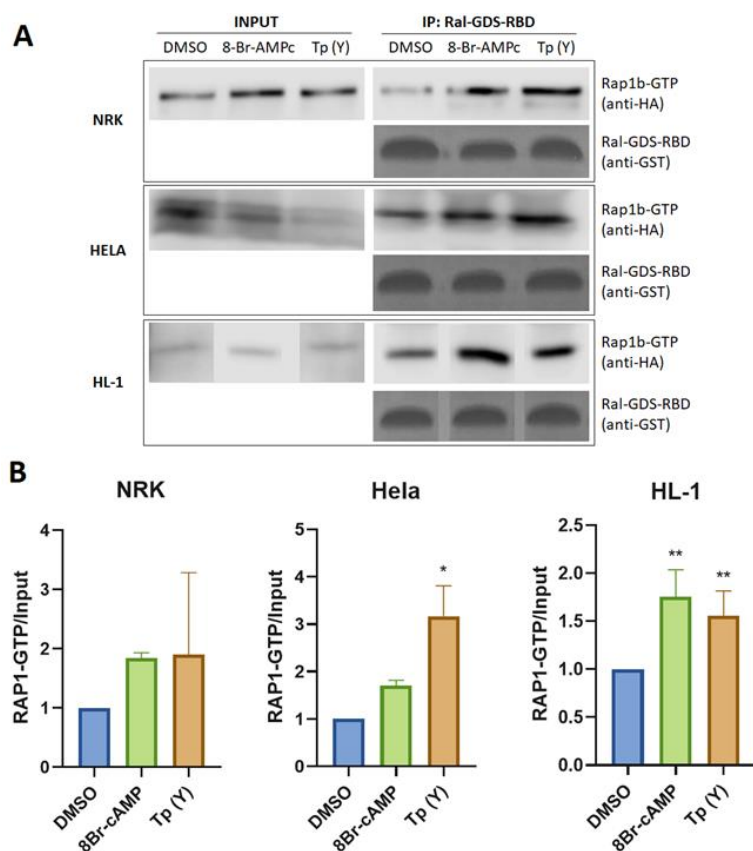 A
INPUT
IP: Ral-GDS-RBD
DMSO 8-Br-AMPc Tp (Y)
DMSO 8-Br-AMPc Tp (Y)
NRK
Rap1b-GTP
(anti-HA)
Ral-GDS-RBD
(anti-GST)
HELA
Rap1b-GTP
(anti-HA)
Ral-GDS-RBD
(anti-GST)
HL-1
Rap1b-GTP
(anti-HA)
Ral-GDS-RBD
(anti-GST)
B
NRK
RAP1-GTP/Input
4
3
2
1
0
DMSO
8Br-cAMP
Tp (Y)
Hela
RAP1-GTP/Input
5
4
3
2
1
0
*
DMSO
8Br-cAMP
Tp (Y)
HL-1
RAP1-GTP/Input
2.5
2.0
1.5
1.0
0.5
0.0
**
**
DMSO
8Br-cAMP
Tp (Y)